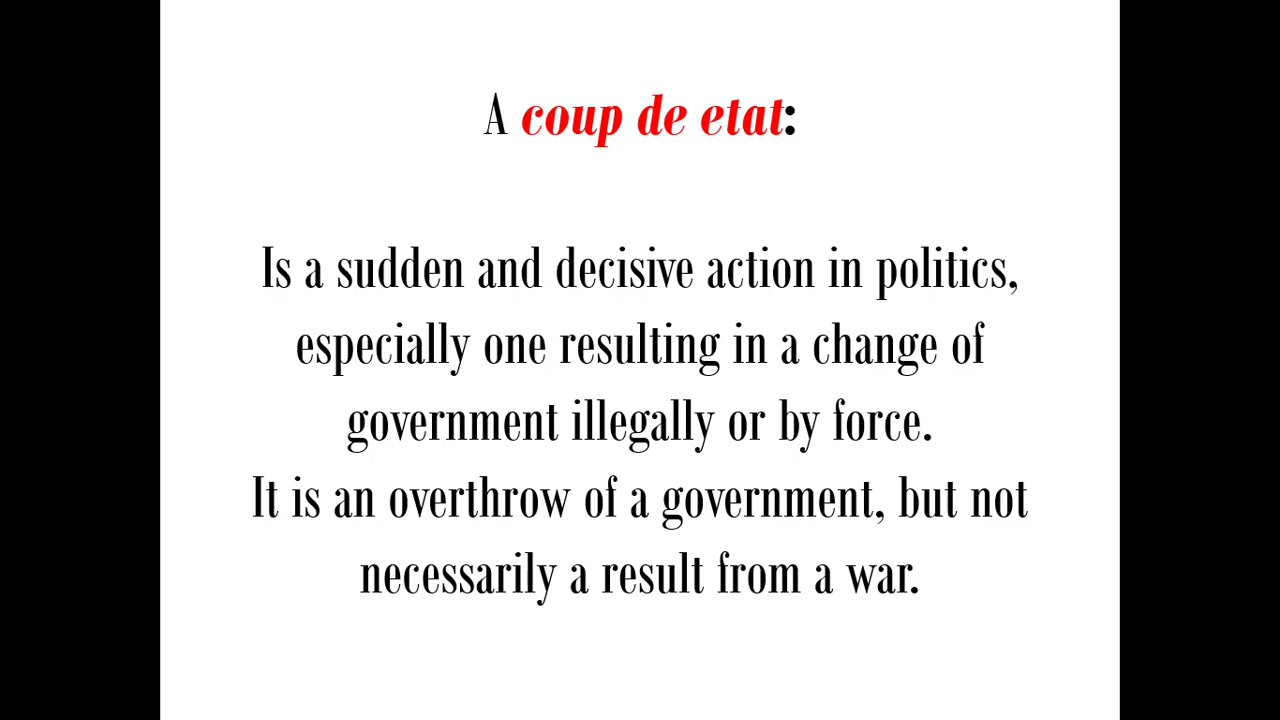 A coup de etat:
Is a sudden and decisive action in politics,
especially one resulting in a change of
government illegally or by force.
It is an overthrow of a government, but not
necessarily a result from a war.